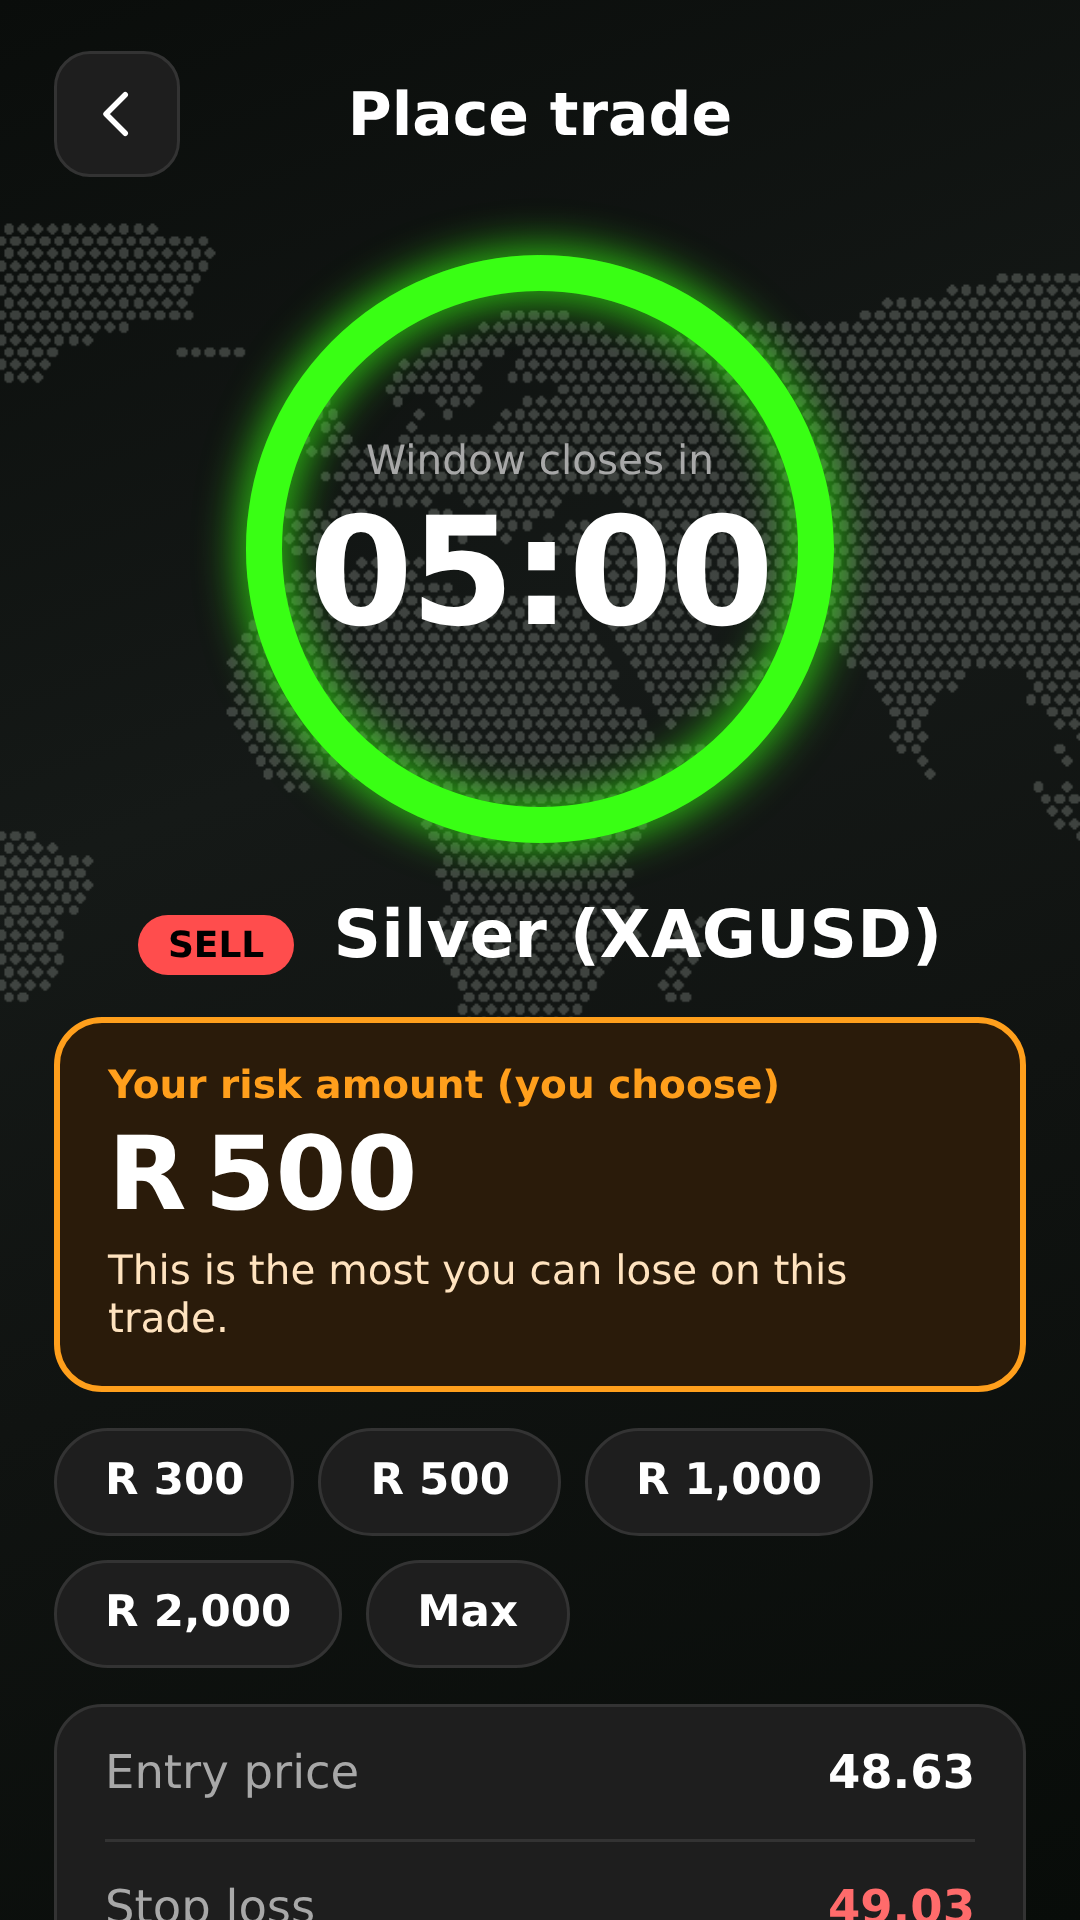 Place trade
Window closes in
05:00
SELL Silver (XAGUSD)
Your risk amount (you choose)
R 500
This is the most you can lose on this
trade.
R 300 R 500 R 1,000
R 2,000 Max
Entry price 48.63
Stop loss 49.03